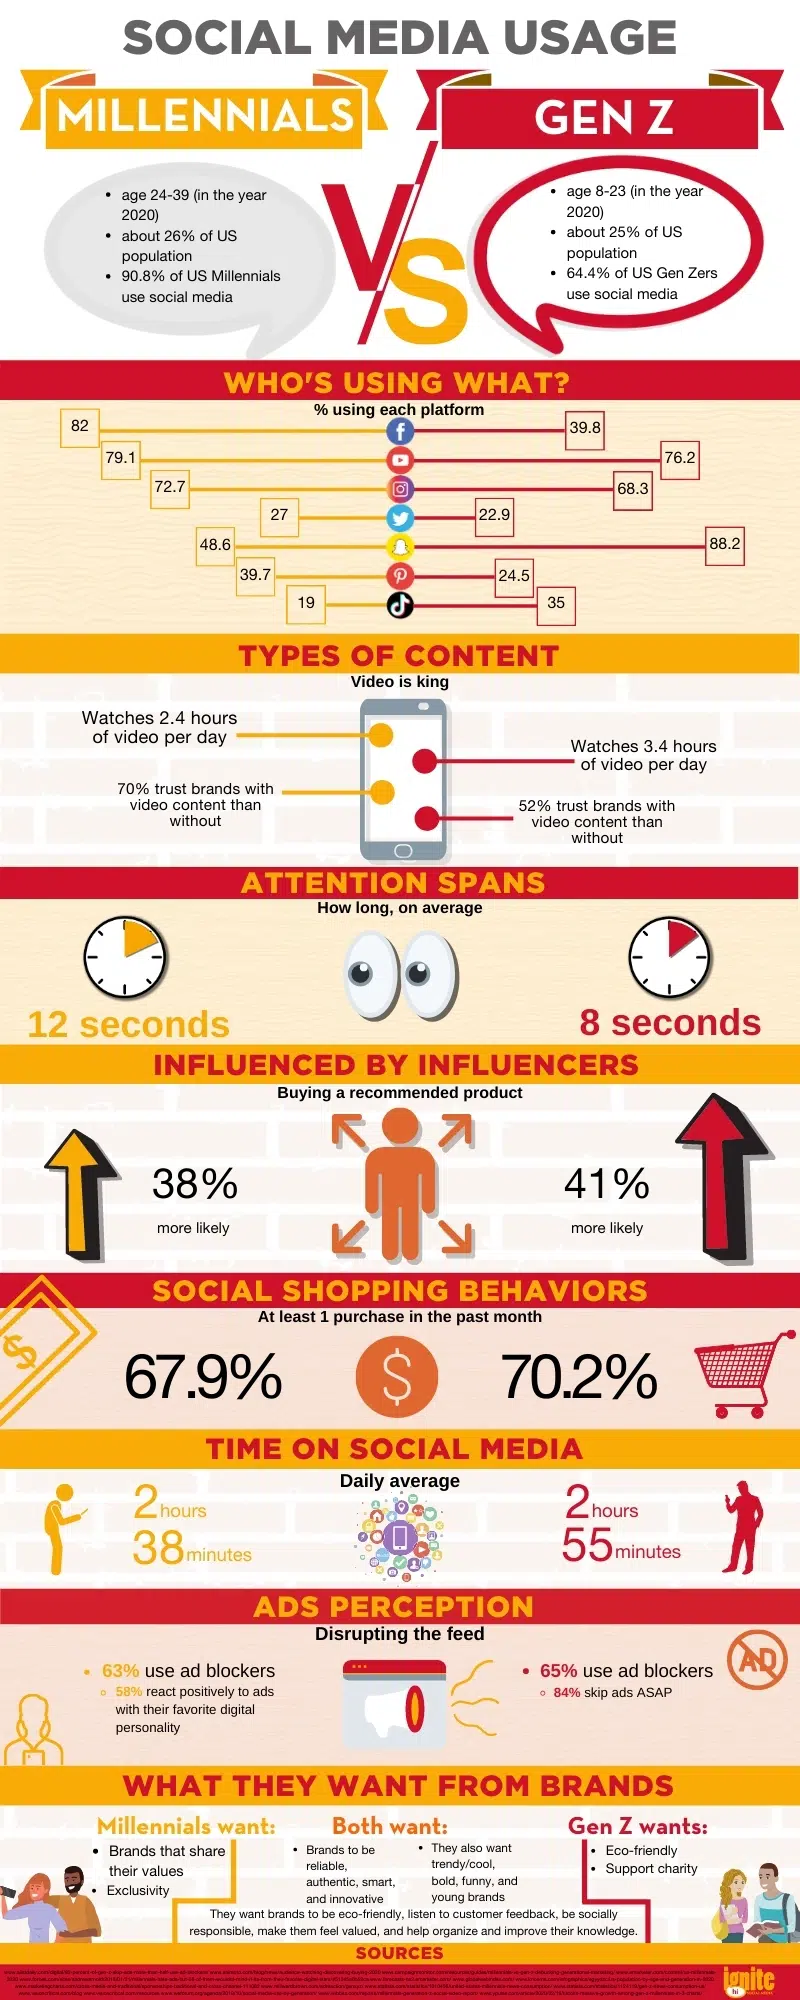 SOCIAL MEDIA USAGE
MILLENNIALS
GEN Z
• age 24-39 (in the year
2020)
• about 26% of US
population
• 90.8% of US Millennials
use social media
VS
• age 8-23 (in the year
2020)
• about 25% of US
population
• 64.4% of US Gen Zers
use social media
WHO'S USING WHAT?
% using each platform
82 39.8
79.1 76.2
72.7 68.3
27 22.9
48.6 88.2
39.7 24.5
19 35
TYPES OF CONTENT
Video is king
Watches 2.4 hours
of video per day
Watches 3.4 hours
of video per day
70% trust brands with
video content than
without
52% trust brands with
video content than
without
ATTENTION SPANS
How long, on average
12 seconds
8 seconds
INFLUENCED BY INFLUENCERS
Buying a recommended product
38%
more likely
41%
more likely
SOCIAL SHOPPING BEHAVIORS
At least 1 purchase in the past month
$
67.9%
$
70.2%
TIME ON SOCIAL MEDIA
Daily average
2 hours
38 minutes
2 hours
55 minutes
ADS PERCEPTION
Disrupting the feed
• 63% use ad blockers
◦ 58% react positively to ads
with their favorite digital
personality
• 65% use ad blockers
◦ 84% skip ads ASAP
AD
WHAT THEY WANT FROM BRANDS
Millennials want:
• Brands that share
their values
• Exclusivity
Both want:
• Brands to be
reliable,
authentic, smart,
and innovative
• They also want
trendy/cool,
bold, funny, and
young brands
Gen Z wants:
• Eco-friendly
• Support charity
They want brands to be eco-friendly, listen to customer feedback, be socially
responsible, make them feel valued, and help organize and improve their knowledge.
SOURCES
ignite
hi